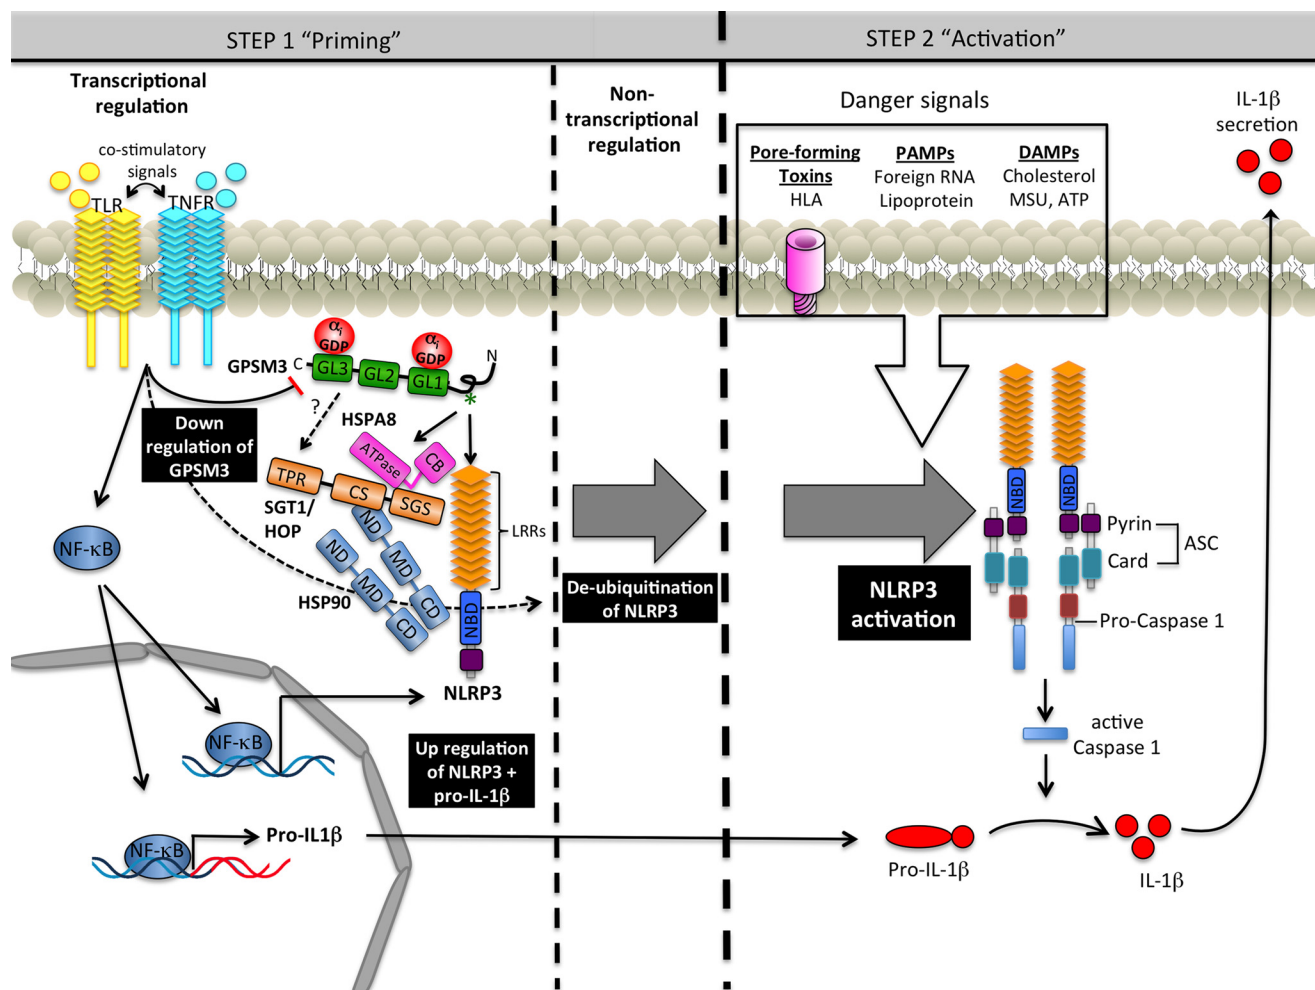 STEP 1 “Priming”
STEP 2 “Activation”
Transcriptional
regulation
co-stimulatory
signals
TLR
TNFR
Non-
transcriptional
regulation
Danger signals
Pore-forming
Toxins
HLA
PAMPs
Foreign RNA
Lipoprotein
DAMPs
Cholesterol
MSU, ATP
IL-1β
secretion
αi
GDP
αi
GDP
GPSM3
C
GL3
GL2
GL1
N
*
?
Down
regulation of
GPSM3
HSPA8
ATPase
CB
TPR
CS
SGS
SGT1/
HOP
ND
MD
CD
ND
MD
CD
HSP90
LRRs
NBD
NLRP3
NF-κB
De-ubiquitination
of NLRP3
NLRP3
activation
NBD
NBD
Pyrin
Card
ASC
Pro-Caspase 1
active
Caspase 1
NF-κB
Up regulation
of NLRP3 +
pro-IL-1β
NF-κB
Pro-IL1β
Pro-IL-1β
IL-1β